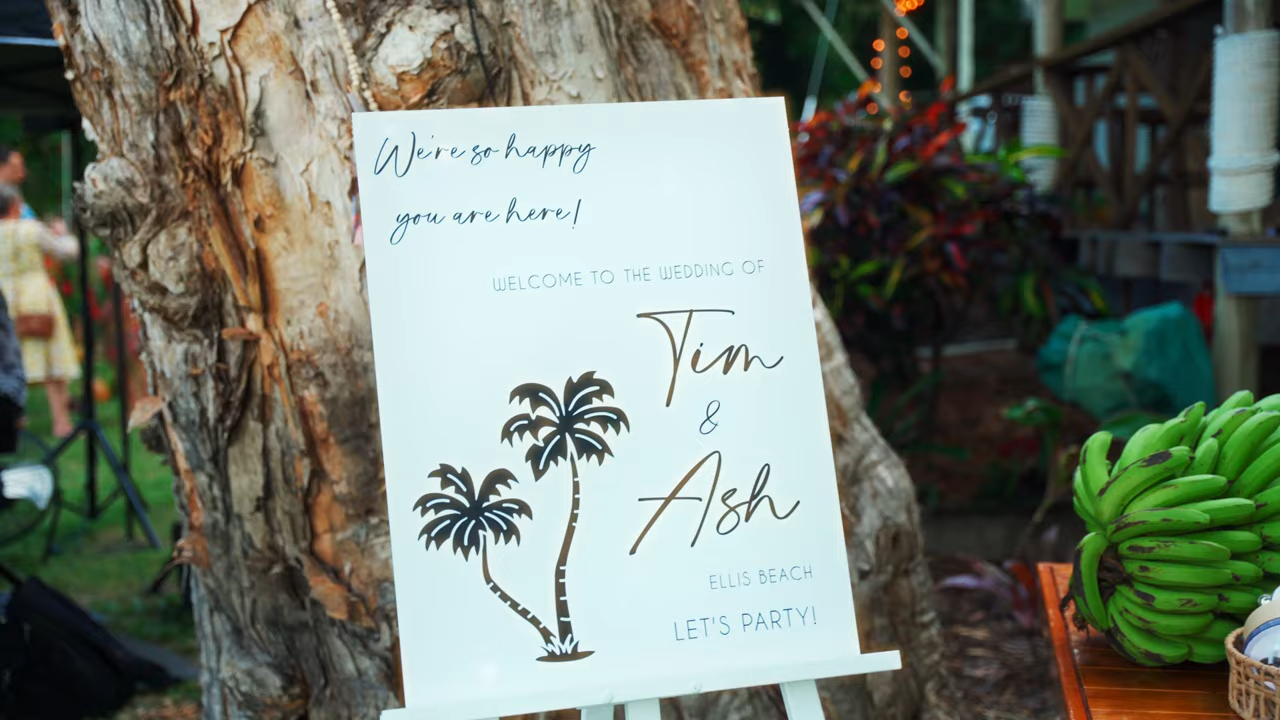 We're so happy
you are here!
WELCOME TO THE WEDDING OF
Tim
&
Ash
ELLIS BEACH
LET'S PARTY!